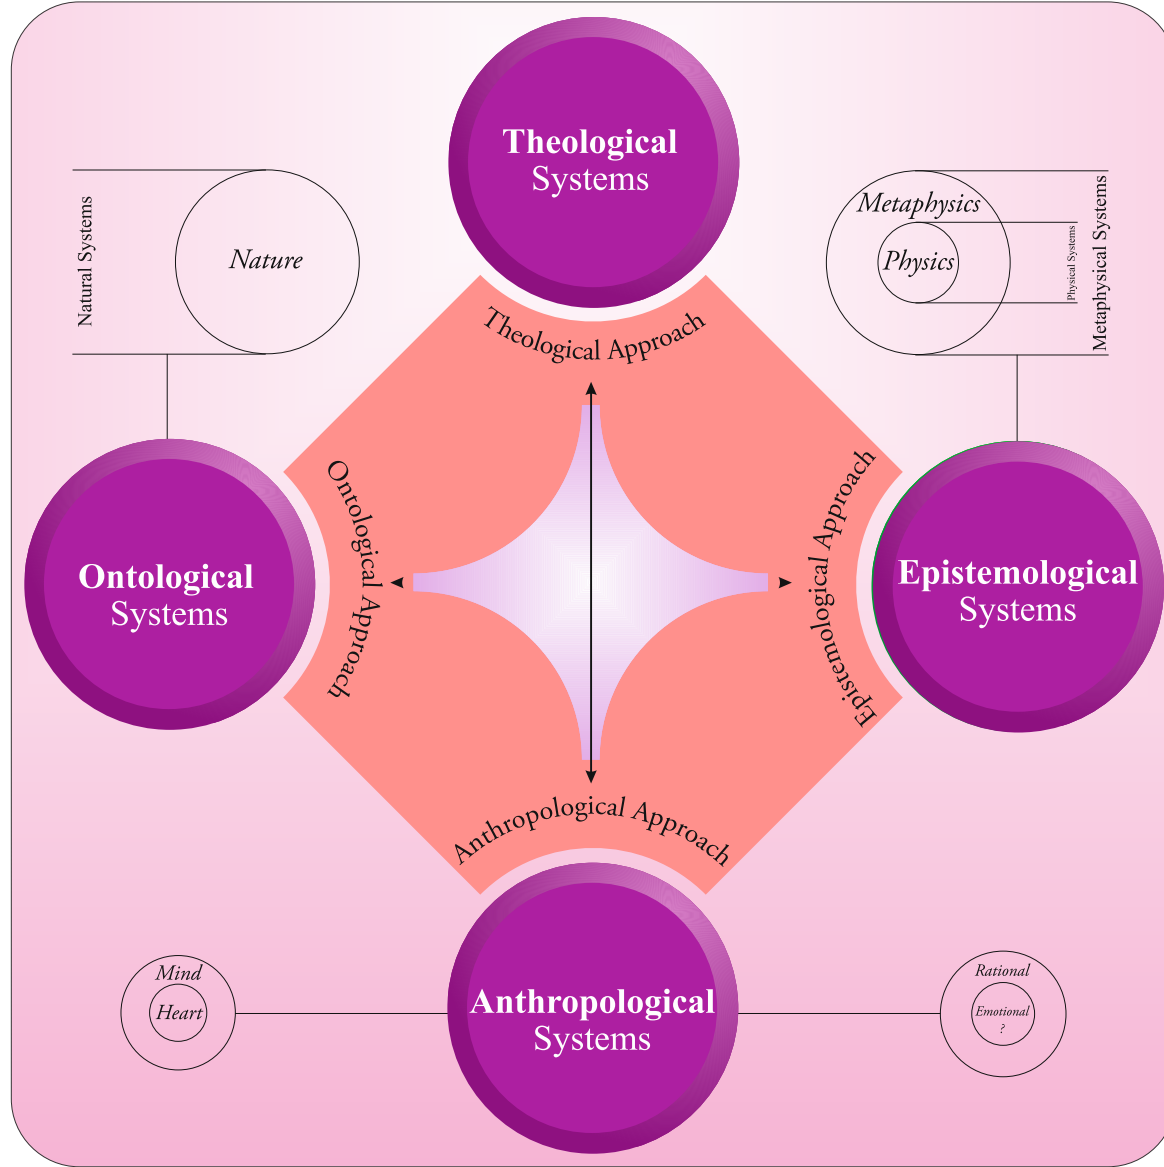 Theological
Systems
Natural Systems
Nature
Metaphysics
Physics
Physical Systems
Metaphysical Systems
Theological Approach
Ontological Approach
Epistemological Approach
Ontological
Systems
Epistemological
Systems
Anthropological Approach
Mind
Heart
Anthropological
Systems
Rational
Emotional
?